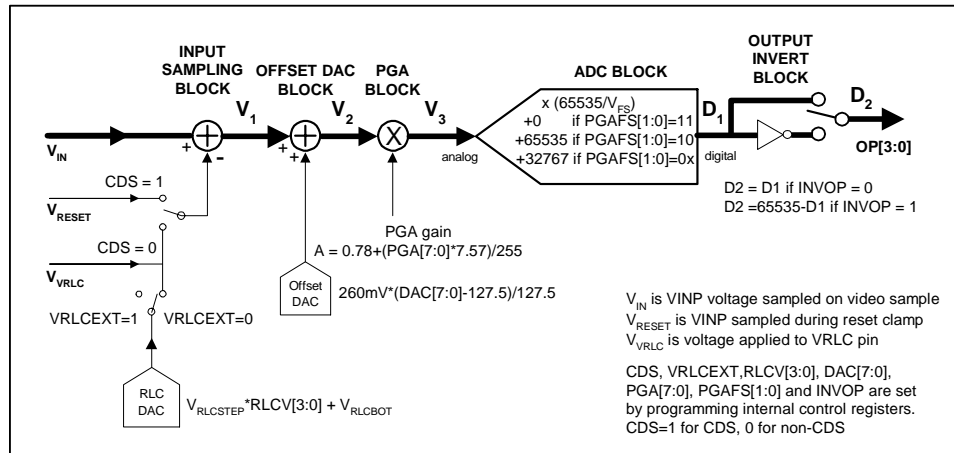 INPUT
SAMPLING
BLOCK
OFFSET DAC
BLOCK
PGA
BLOCK
ADC BLOCK
OUTPUT
INVERT
BLOCK
V1
V2
V3
D1
D2
x (65535/VFS)
+0 if PGAFS[1:0]=11
+65535 if PGAFS[1:0]=10
+32767 if PGAFS[1:0]=0x
VIN
+
-
+
+
X
analog
digital
OP[3:0]
CDS = 1
VRESET
CDS = 0
VVRLC
VRLCEXT=1
VRLCEXT=0
RLC
DAC
VRLCSTEP*RLCV[3:0] + VRLCBOT
Offset
DAC
260mV*(DAC[7:0]-127.5)/127.5
PGA gain
A = 0.78+(PGA[7:0]*7.57)/255
D2 = D1 if INVOP = 0
D2 =65535-D1 if INVOP = 1
VIN is VINP voltage sampled on video sample
VRESET is VINP sampled during reset clamp
VVRLC is voltage applied to VRLC pin
CDS, VRLCEXT,RLCV[3:0], DAC[7:0],
PGA[7:0], PGAFS[1:0] and INVOP are set
by programming internal control registers.
CDS=1 for CDS, 0 for non-CDS